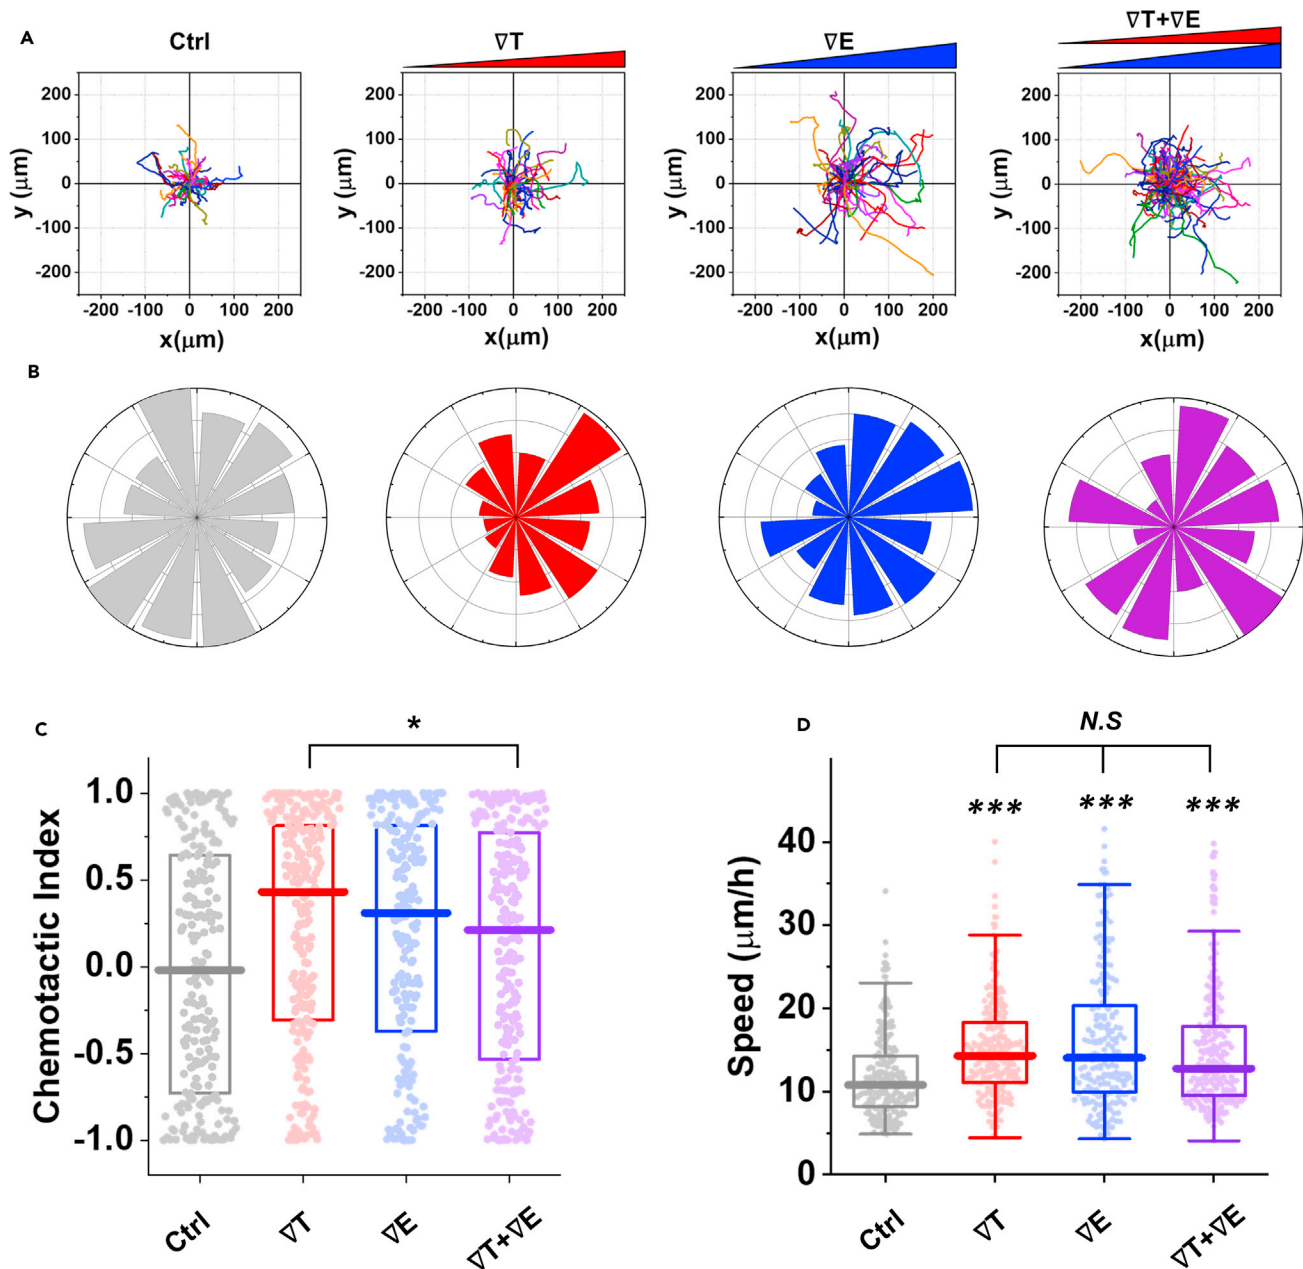 A
Ctrl
∇T
∇E
∇T+∇E
200
100
0
-100
-200
y (μm)
-200 -100 0 100 200
x(μm)
200
100
0
-100
-200
y (μm)
-200 -100 0 100 200
x(μm)
200
100
0
-100
-200
y (μm)
-200 -100 0 100 200
x(μm)
200
100
0
-100
-200
y (μm)
-200 -100 0 100 200
x(μm)
B
C
*
Chemotactic Index
1.0
0.5
0.0
-0.5
-1.0
Ctrl
∇T
∇E
∇T+∇E
D
N.S
*** *** ***
Speed (μm/h)
40
30
20
10
0
Ctrl
∇T
∇E
∇T+∇E